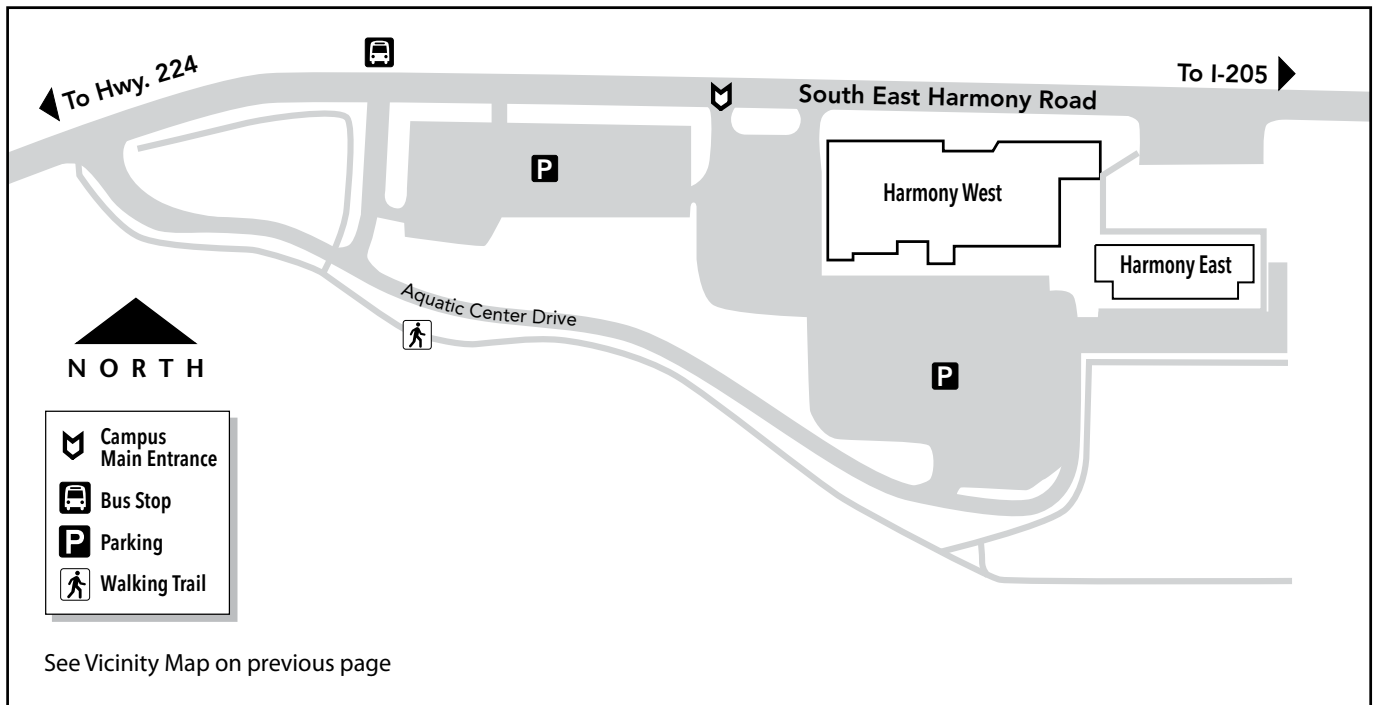 To Hwy. 224
To I-205
South East Harmony Road
P
Harmony West
Harmony East
Aquatic Center Drive
P
NORTH
Campus
Main Entrance
Bus Stop
P Parking
Walking Trail
See Vicinity Map on previous page